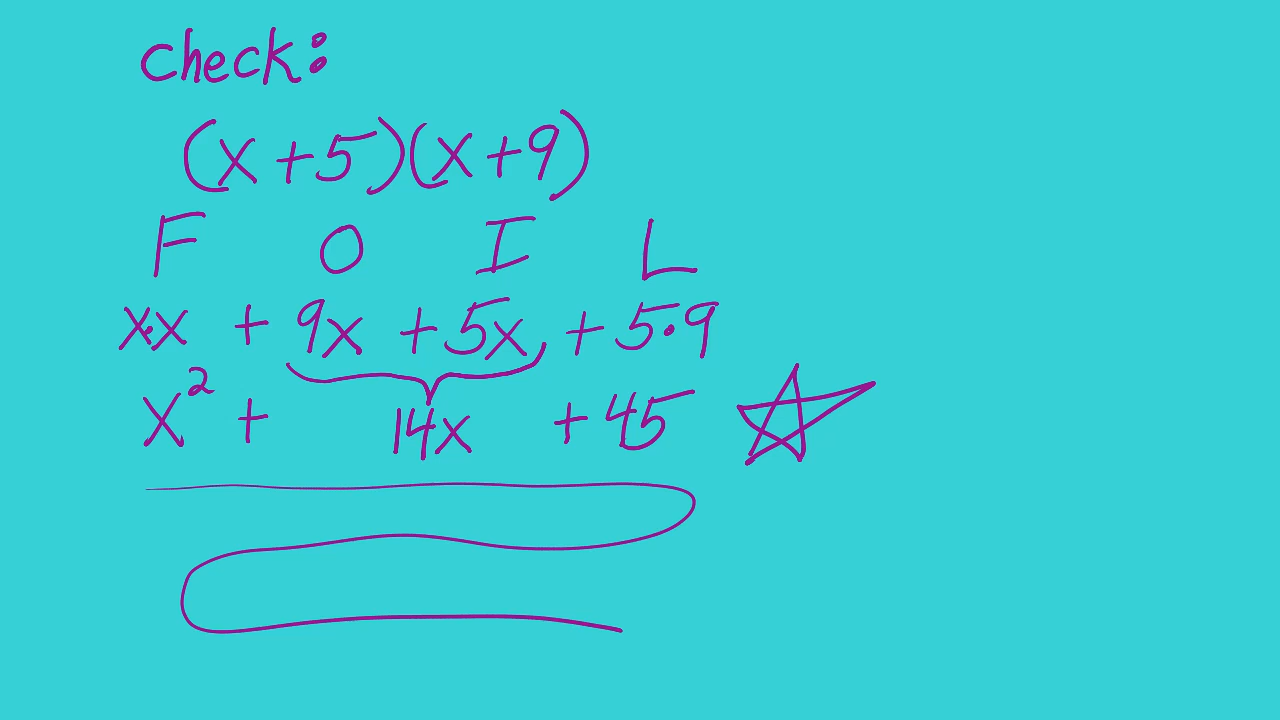 Check:
(x+5)(x+9)
F O I L
x·x + 9x + 5x + 5·9
x² + 14x + 45